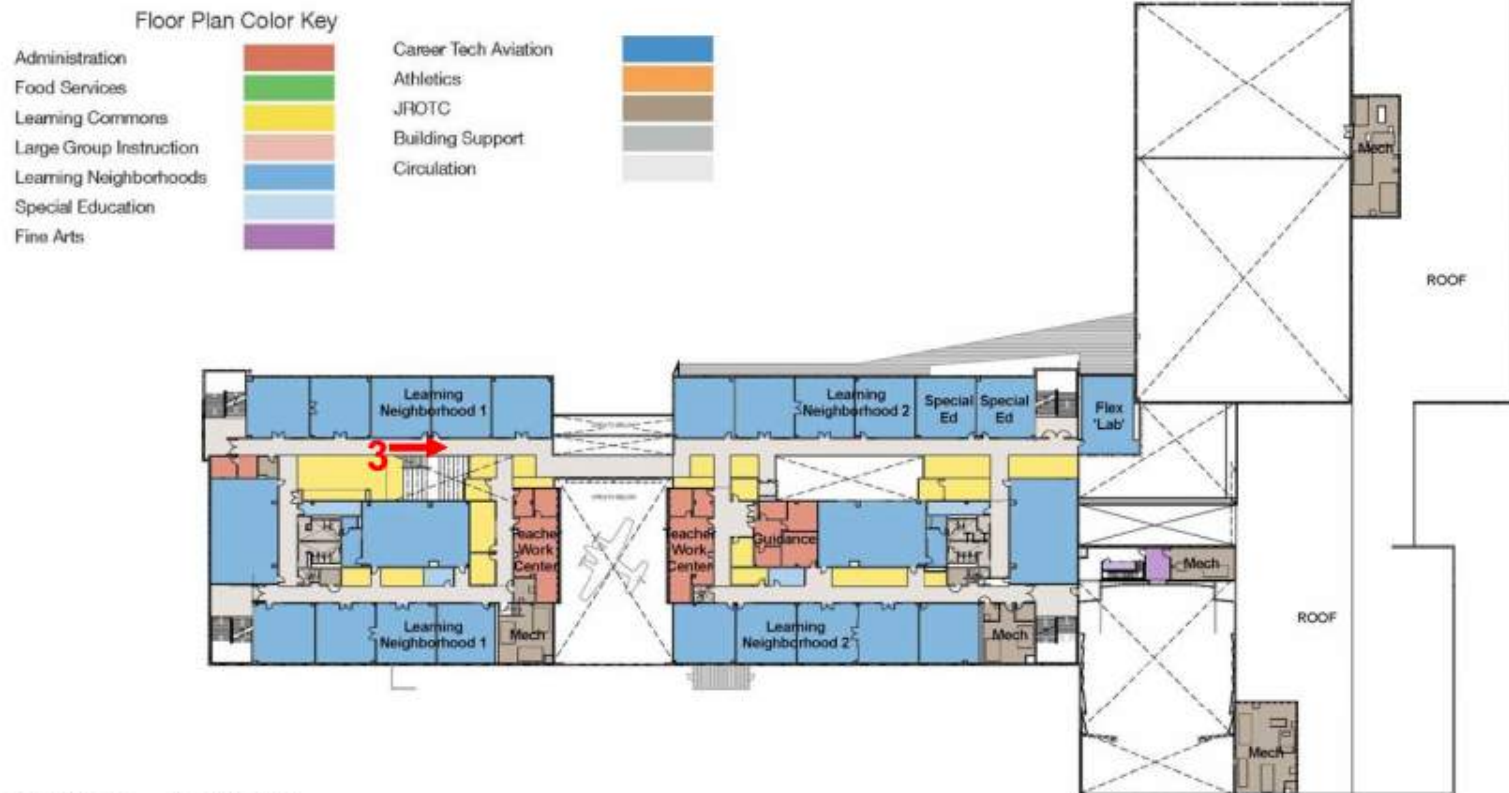 Floor Plan Color Key
Administration
Food Services
Learning Commons
Large Group Instruction
Learning Neighborhoods
Special Education
Fine Arts
Career Tech Aviation
Athletics
JROTC
Building Support
Circulation
Mech
ROOF
Learning
Neighborhood 1
Learning
Neighborhood 2
Special
Ed
Special
Ed
Flex
'Lab'
3
Teacher
Work
Center
Teacher
Work
Center
Guidance
Mech
ROOF
Learning
Neighborhood 1
Mech
Learning
Neighborhood 2
Mech
Mech